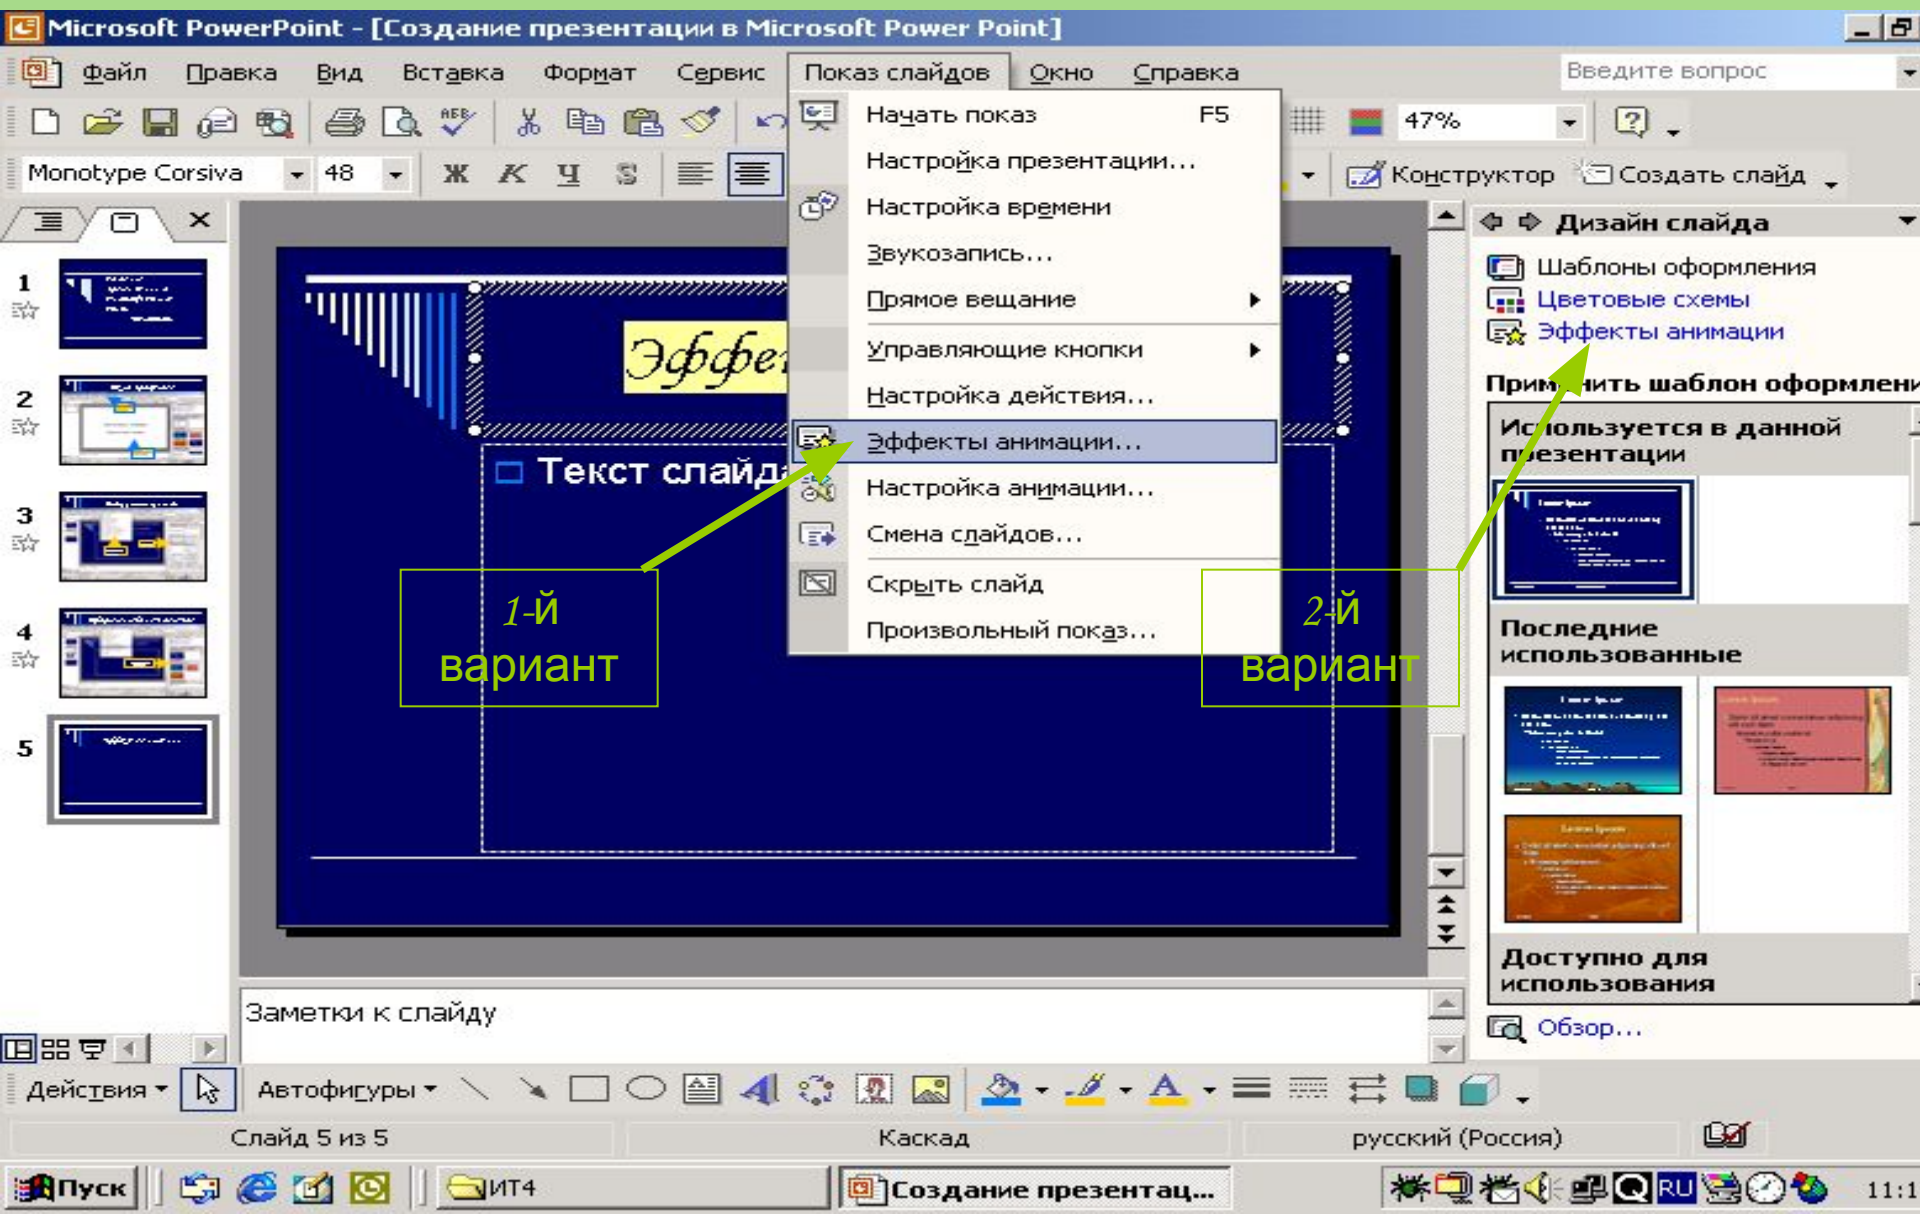 Microsoft PowerPoint - [Создание презентации в Microsoft Power Point]
Файл Правка Вид Вставка Формат Сервис Показ слайдов Окно Справка Введите вопрос
47%
Monotype Corsiva 48 Ж К Ч S Конструктор Создать слайд
Начать показ F5
Настройка презентации...
Настройка времени
Звукозапись...
Прямое вещание
Управляющие кнопки
Настройка действия...
Эффекты анимации...
Настройка анимации...
Смена слайдов...
Скрыть слайд
Произвольный показ...
1
2
3
4
5
Текст слайда
1-й
вариант
2-й
вариант
Дизайн слайда
Шаблоны оформления
Цветовые схемы
Эффекты анимации
Применить шаблон оформлени
Используется в данной
презентации
Последние
использованные
Доступно для
использования
Обзор...
Заметки к слайду
Действия Автофигуры
Слайд 5 из 5 Каскад русский (Россия)
Пуск ИТ4 Создание презентац... RU 11:1